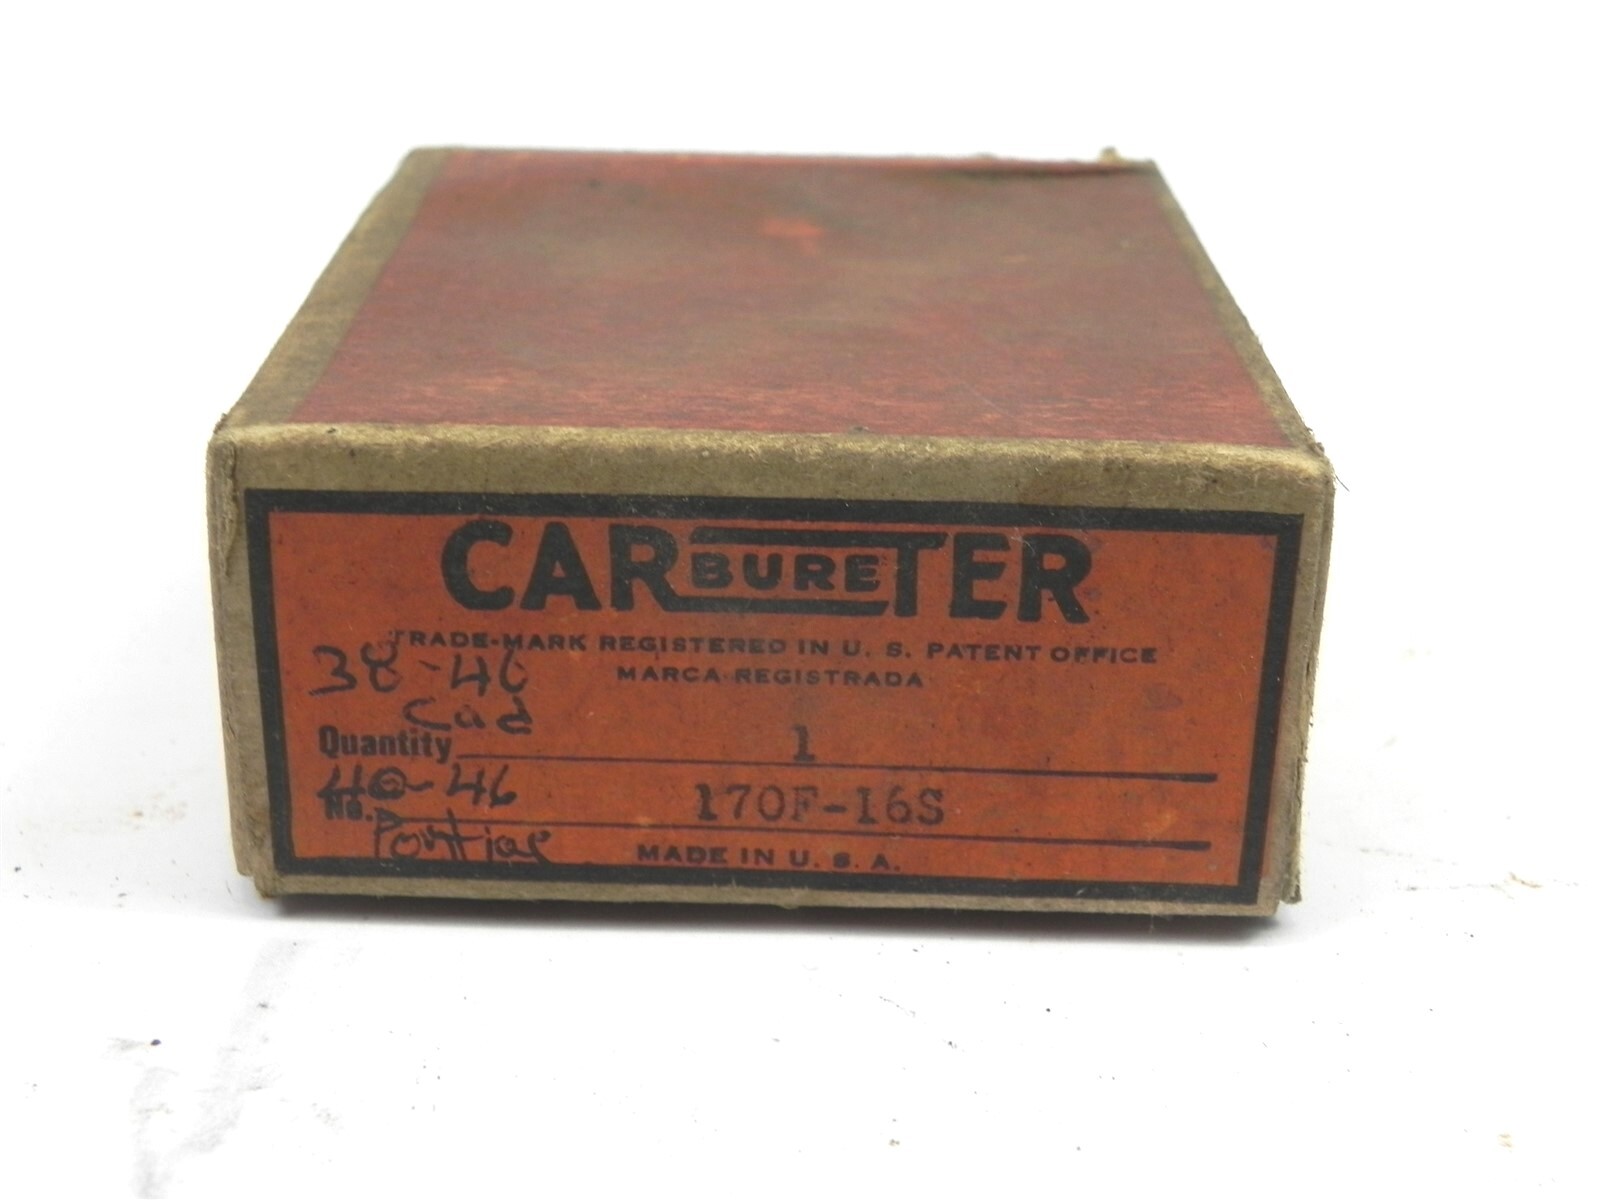 CARBURETER
TRADE-MARK REGISTERED IN U. S. PATENT OFFICE
MARCA REGISTRADA
38-46
Cad
Quantity 1
40-46
No. 170F-16S
Pontiac
MADE IN U. S. A.